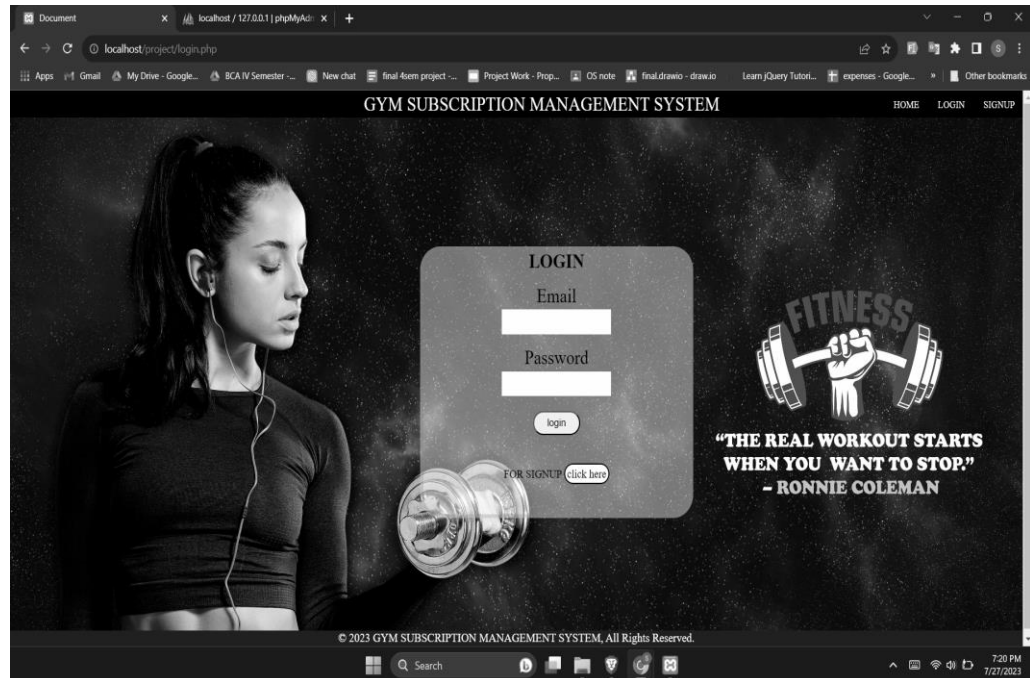 Document
localhost / 127.0.0.1 | phpMyAdm
localhost/project/login.php
Apps Gmail My Drive - Google... BCA IV Semester -... New chat final 4sem project -... Project Work - Prop... OS note final.drawio - draw.io Learn jQuery Tutori... expenses - Google... » Other bookmarks
GYM SUBSCRIPTION MANAGEMENT SYSTEM
HOME LOGIN SIGNUP
LOGIN
Email
Password
login
FOR SIGNUP click here
FITNESS
“THE REAL WORKOUT STARTS
WHEN YOU WANT TO STOP.”
– RONNIE COLEMAN
© 2023 GYM SUBSCRIPTION MANAGEMENT SYSTEM, All Rights Reserved.
Search
7:20 PM
7/27/2023